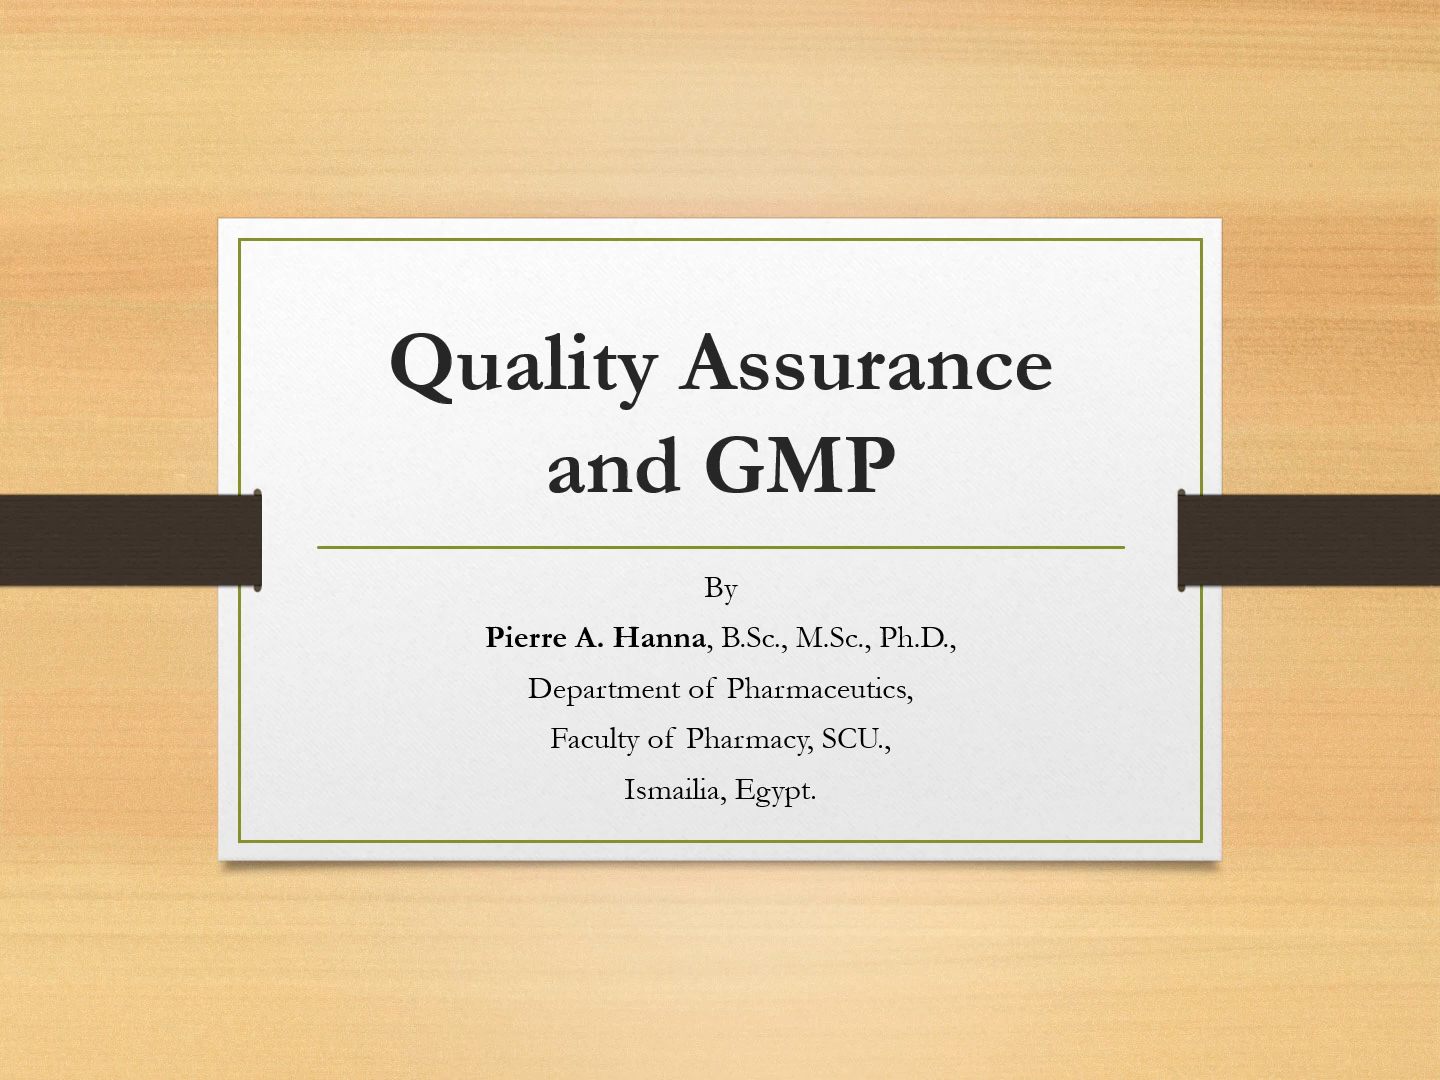 Quality Assurance
and GMP
By
Pierre A. Hanna, B.Sc., M.Sc., Ph.D.,
Department of Pharmaceutics,
Faculty of Pharmacy, SCU.,
Ismailia, Egypt.